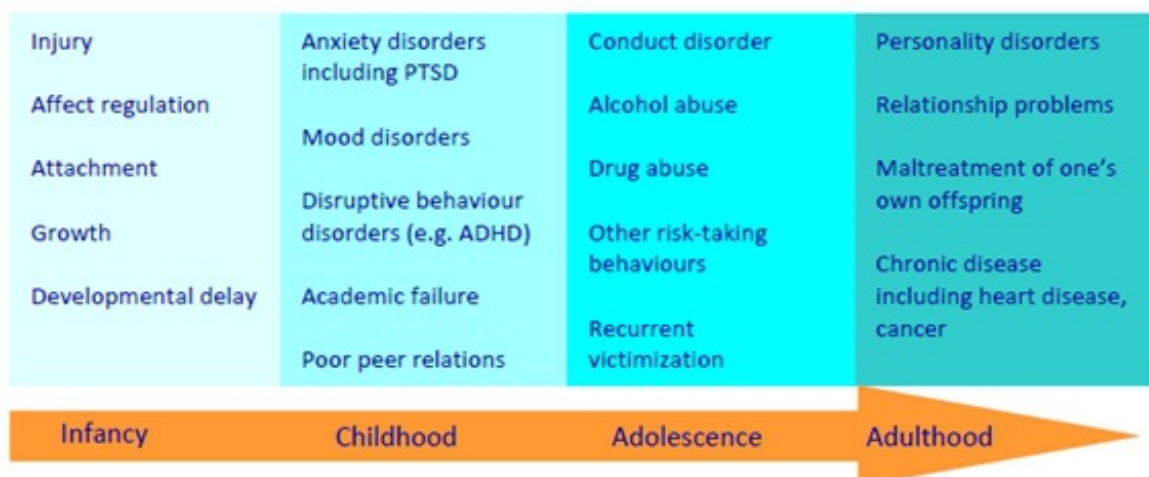 Injury
Affect regulation
Attachment
Growth
Developmental delay
Anxiety disorders
including PTSD
Mood disorders
Disruptive behaviour
disorders (e.g. ADHD)
Academic failure
Poor peer relations
Conduct disorder
Alcohol abuse
Drug abuse
Other risk-taking
behaviours
Recurrent
victimization
Personality disorders
Relationship problems
Maltreatment of one’s
own offspring
Chronic disease
including heart disease,
cancer
Infancy
Childhood
Adolescence
Adulthood